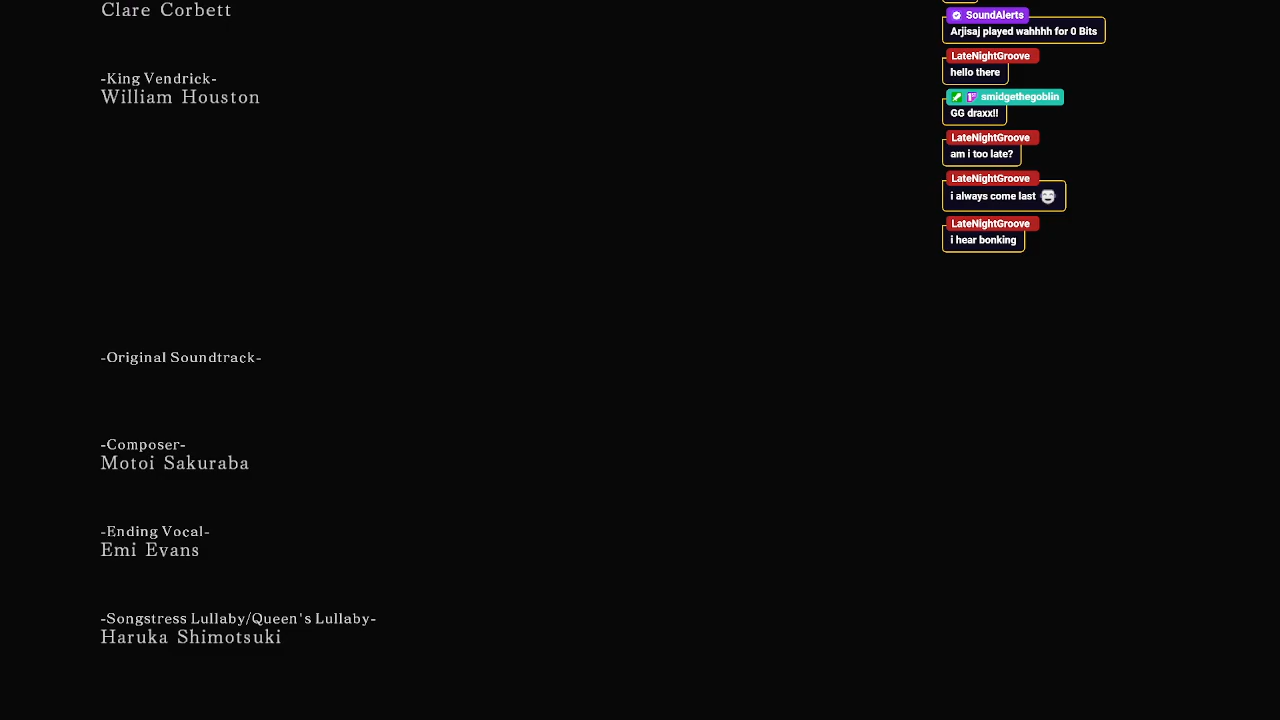 Clare Corbett
-King Vendrick-
William Houston
-Original Soundtrack-
-Composer-
Motoi Sakuraba
-Ending Vocal-
Emi Evans
-Songstress Lullaby/Queen's Lullaby-
Haruka Shimotsuki
SoundAlerts
Arjisaj played wahhhh for 0 Bits
LateNightGroove
hello there
smidgethegoblin
GG draxx!!
LateNightGroove
am i too late?
LateNightGroove
i always come last
LateNightGroove
i hear bonking